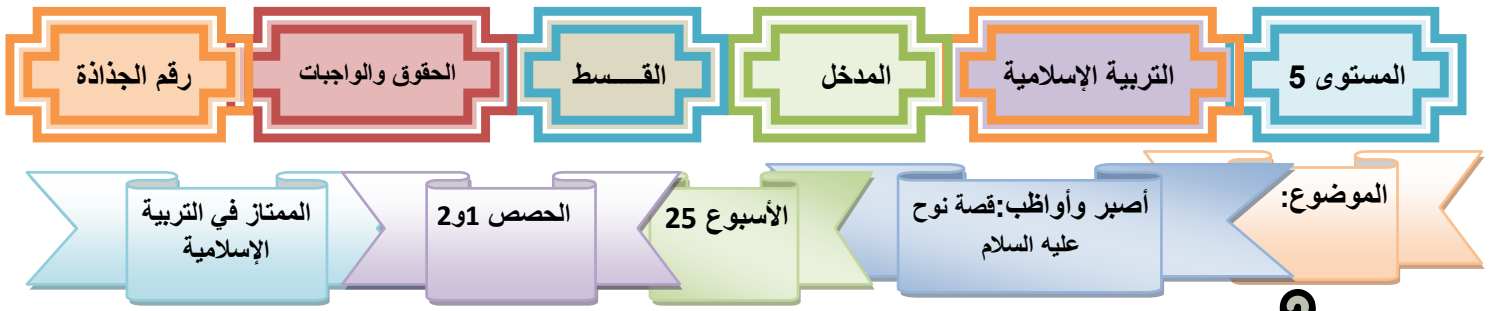 المستوى 5
التربية الإسلامية
المدخل
القـــــسط
الحقوق والواجبات
رقم الجذاذة
الموضوع:
أصبر وأواظب:قصة نوح
عليه السلام
الأسبوع 25
الحصص 1و2
الممتاز في التربية
الإسلامية